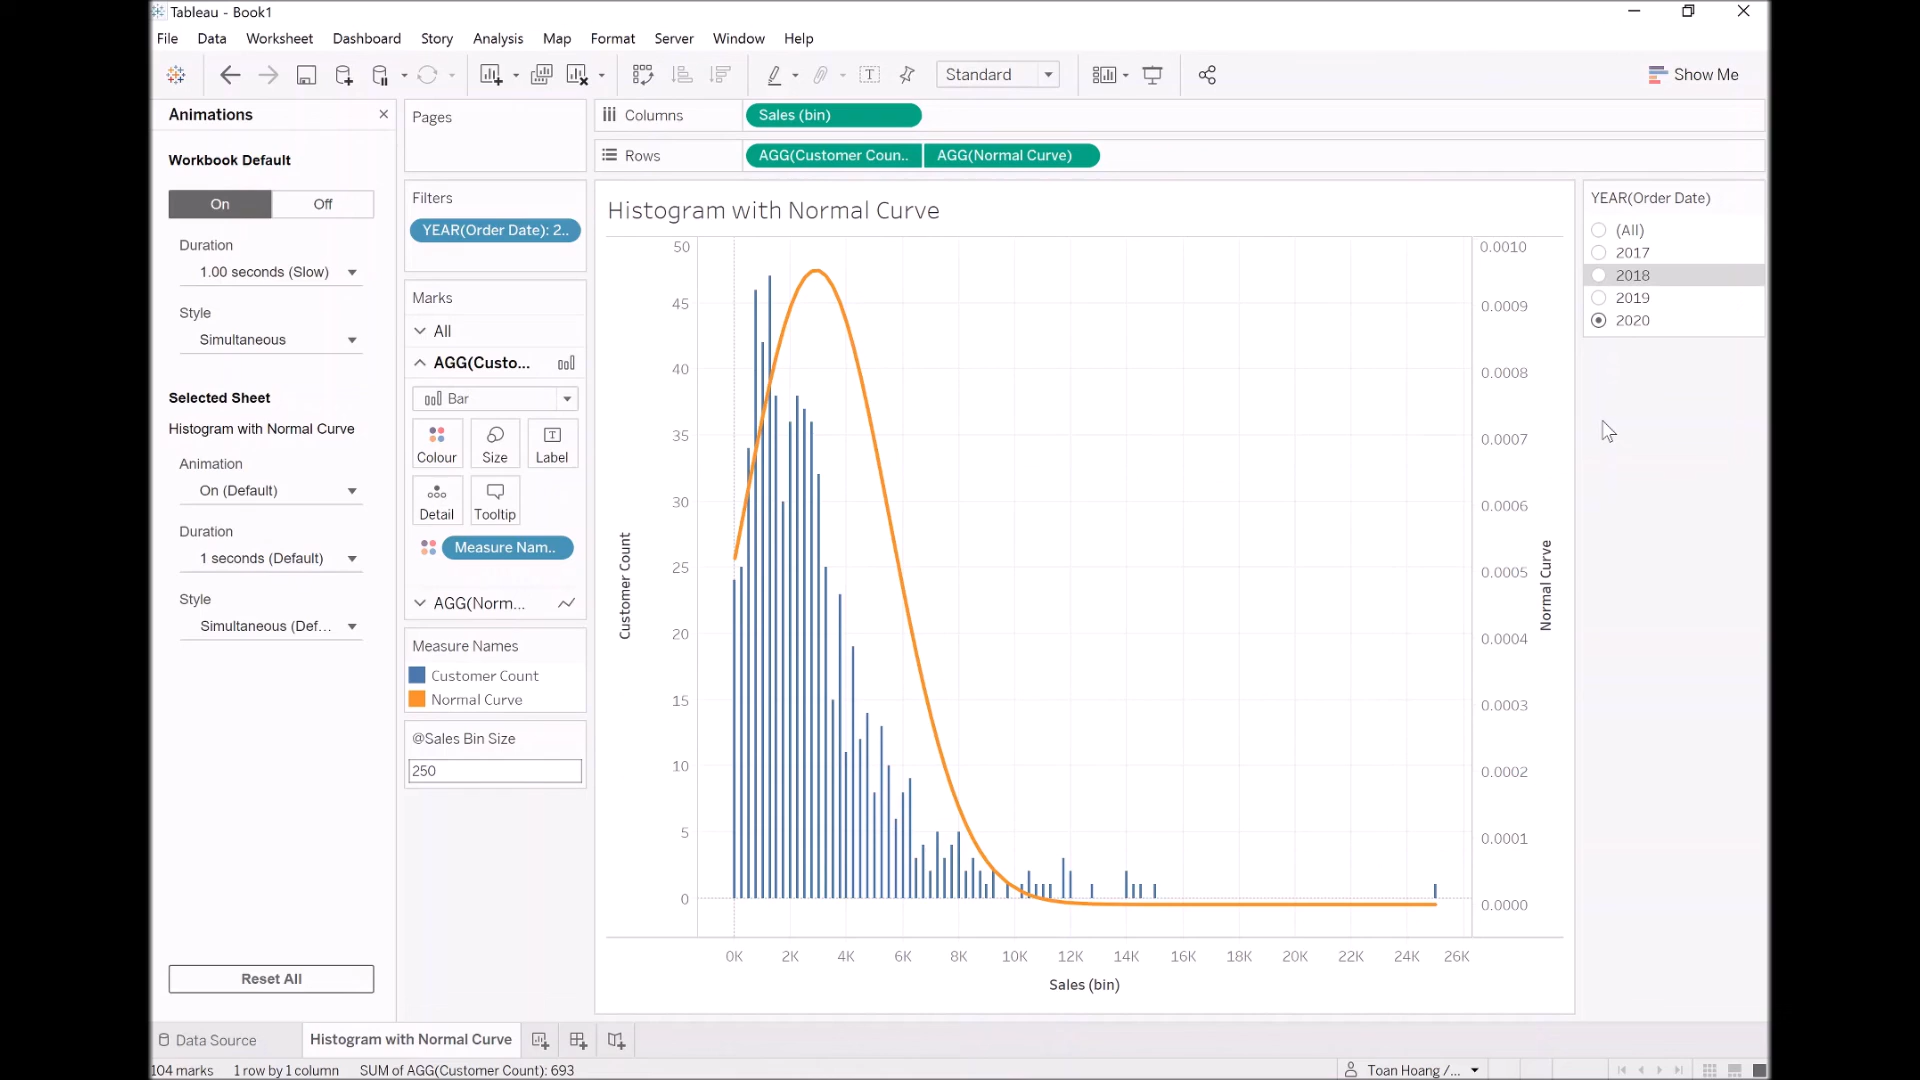 Tableau - Book1
File Data Worksheet Dashboard Story Analysis Map Format Server Window Help
Standard
Show Me
Animations
Workbook Default
On Off
Duration
1.00 seconds (Slow)
Style
Simultaneous
Selected Sheet
Histogram with Normal Curve
Animation
On (Default)
Duration
1 seconds (Default)
Style
Simultaneous (Def...
Reset All
Pages
Filters
YEAR(Order Date): 2..
Marks
All
AGG(Custo...
Bar
Colour Size Label
Detail Tooltip
Measure Nam..
AGG(Norm...
Measure Names
Customer Count
Normal Curve
@Sales Bin Size
250
Columns Sales (bin)
Rows AGG(Customer Coun.. AGG(Normal Curve)
Histogram with Normal Curve
50
45
40
35
30
25
20
15
10
5
0
Customer Count
0.0010
0.0009
0.0008
0.0007
0.0006
0.0005
0.0004
0.0003
0.0002
0.0001
0.0000
Normal Curve
0K 2K 4K 6K 8K 10K 12K 14K 16K 18K 20K 22K 24K 26K
Sales (bin)
YEAR(Order Date)
(All)
2017
2018
2019
2020
Data Source Histogram with Normal Curve
104 marks 1 row by 1 column SUM of AGG(Customer Count): 693 Toan Hoang /...